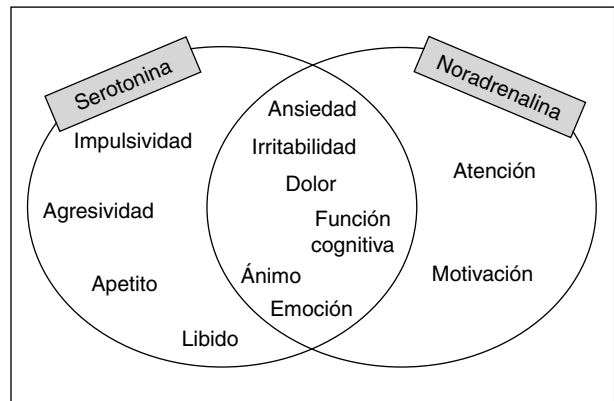 Serotonina
Noradrenalina
Impulsividad
Agresividad
Apetito
Libido
Ansiedad
Irritabilidad
Dolor
Función
cognitiva
Ánimo
Emoción
Atención
Motivación